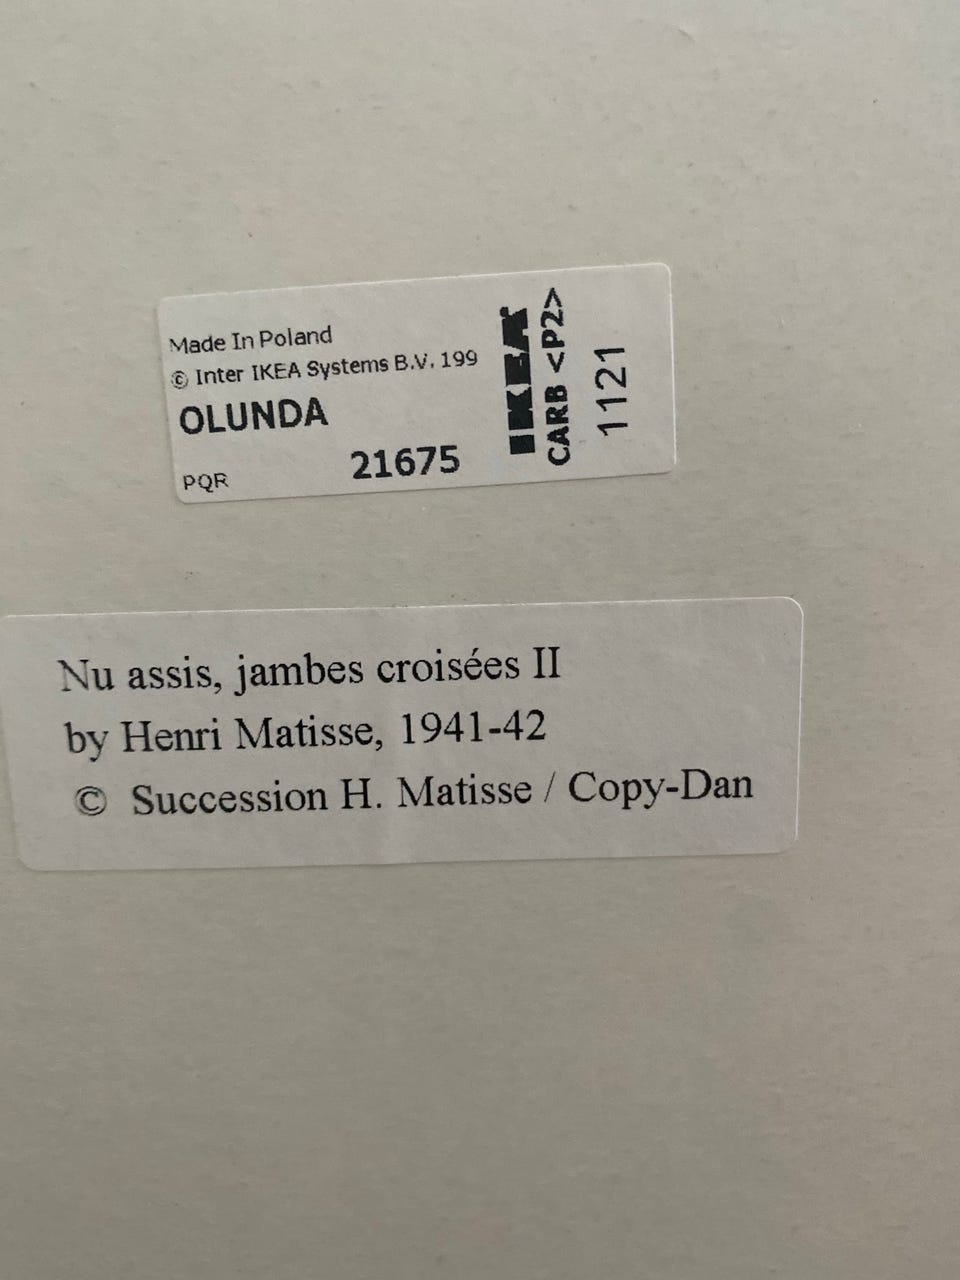 Made In Poland
© Inter IKEA Systems B.V. 199
OLUNDA
PQR
21675
IKEA
CARB <P2>
1121
Nu assis, jambes croisées II
by Henri Matisse, 1941-42
© Succession H. Matisse / Copy-Dan